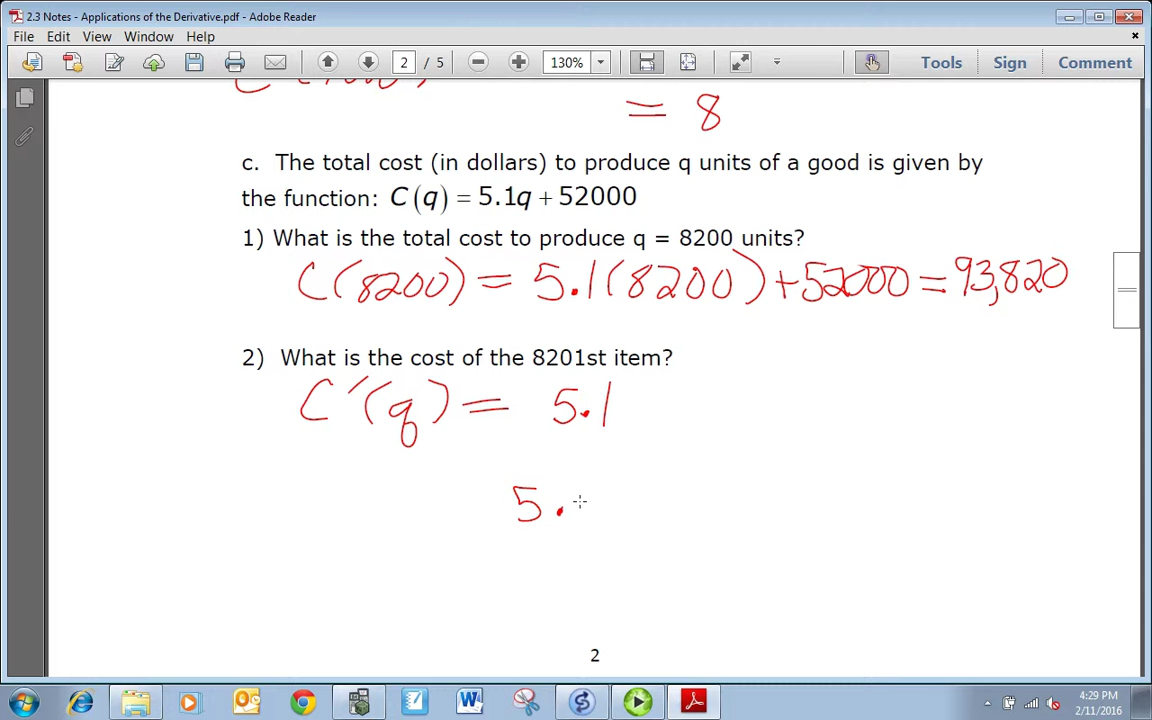 2.3 Notes - Applications of the Derivative.pdf - Adobe Reader
File Edit View Window Help
2 / 5 130% Tools Sign Comment
= 8
c. The total cost (in dollars) to produce q units of a good is given by
the function: C(q) = 5.1q + 52000
1) What is the total cost to produce q = 8200 units?
C(8200) = 5.1(8200) + 52000 = 93,820
2) What is the cost of the 8201st item?
C'(q) = 5.1
5.
2
4:29 PM
2/11/2016